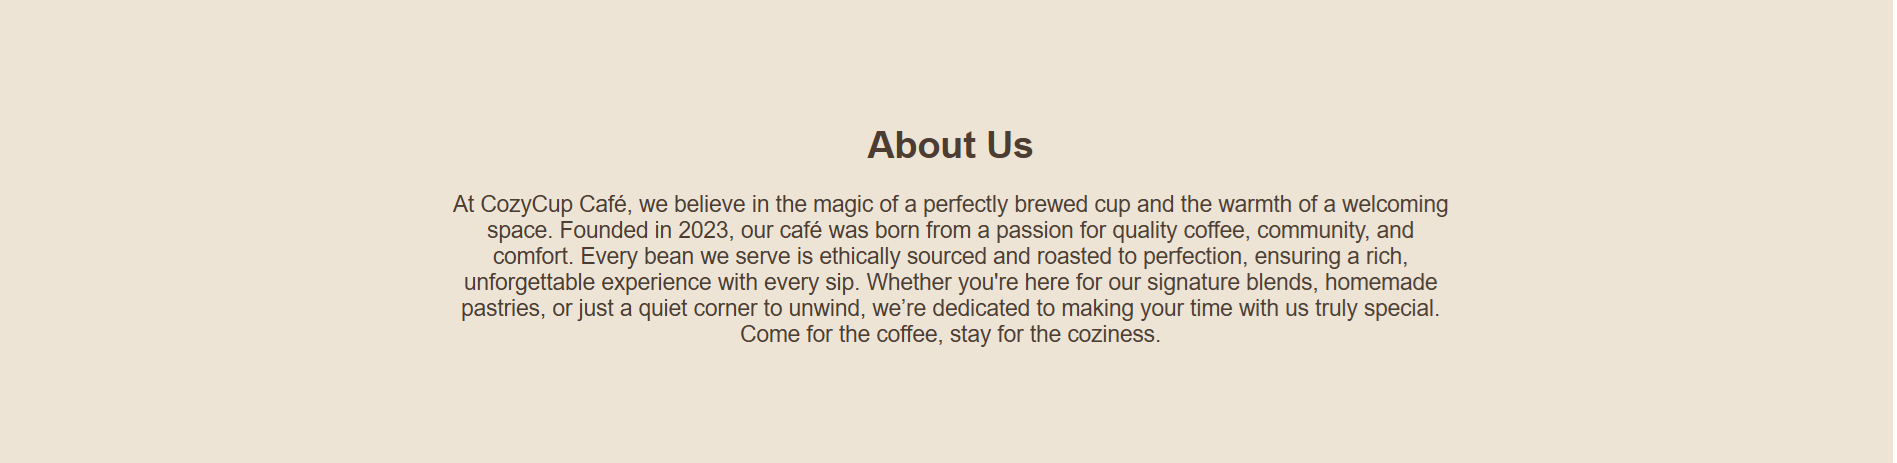 About Us
At CozyCup Café, we believe in the magic of a perfectly brewed cup and the warmth of a welcoming
space. Founded in 2023, our café was born from a passion for quality coffee, community, and
comfort. Every bean we serve is ethically sourced and roasted to perfection, ensuring a rich,
unforgettable experience with every sip. Whether you're here for our signature blends, homemade
pastries, or just a quiet corner to unwind, we’re dedicated to making your time with us truly special.
Come for the coffee, stay for the coziness.